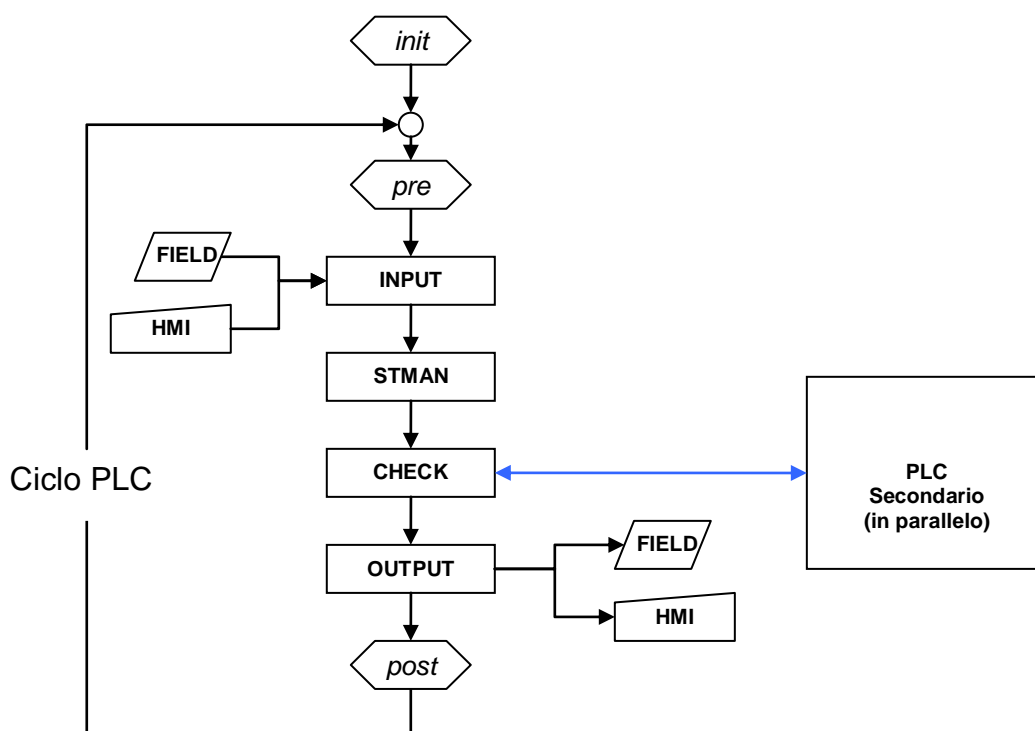 init
pre
FIELD
INPUT
HMI
STMAN
Ciclo PLC
CHECK
PLC
Secondario
(in parallelo)
OUTPUT
FIELD
HMI
post